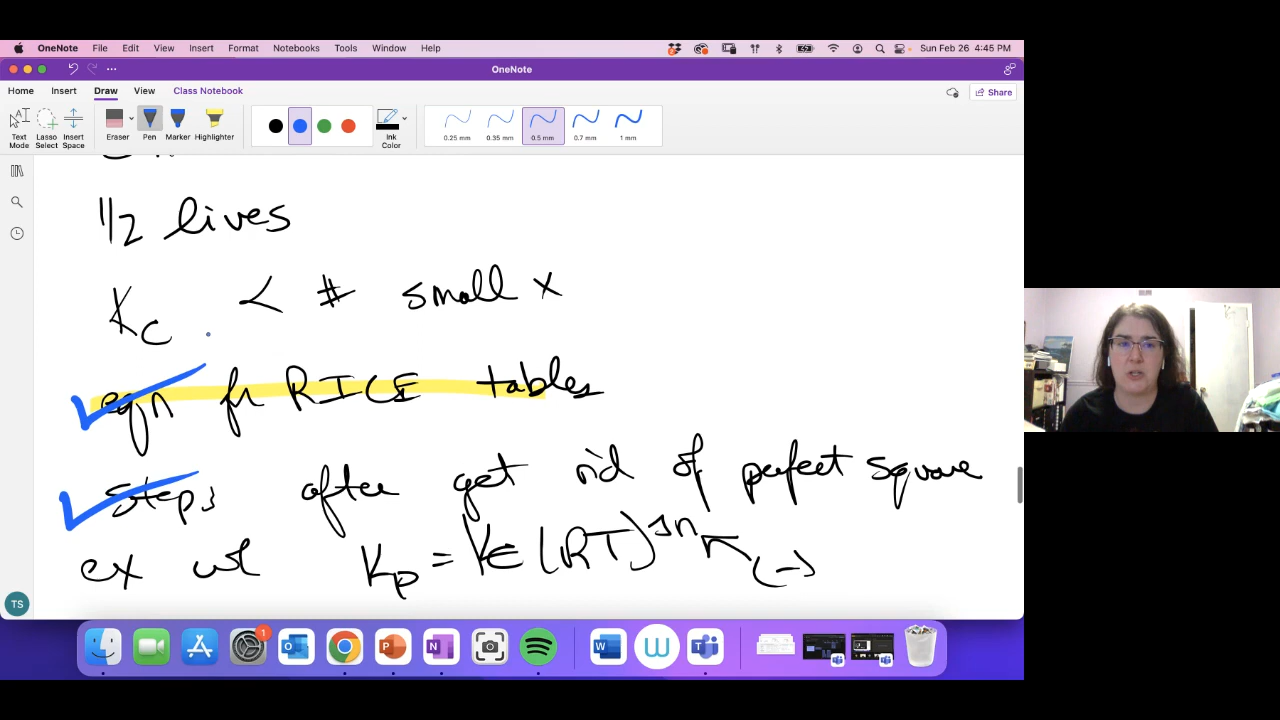 OneNote File Edit View Insert Format Notebooks Tools Window Help Sun Feb 26 4:45 PM
OneNote
Home Insert Draw View Class Notebook Share
Text Mode Lasso Select Insert Space Eraser Pen Marker Highlighter Ink Color 0.25 mm 0.35 mm 0.5 mm 0.7 mm 1 mm
1/2 lives
Kc < # small x
eqn for RICE tables
steps after get rid of perfect square
ex w/ Kp = Kc (RT)^Δn (-)
TS
1